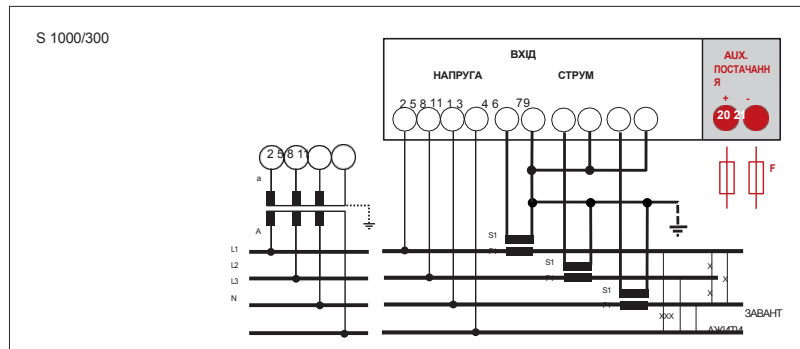 S 1000/300
ВХІД
НАПРУГА СТРУМ
AUX.
ПОСТАЧАНН
Я
+ -
2 5 8 11 1 3 4 6 7 9
20 2
2 5 8 11
F
a
A
S1
L1
L2
S1
L3
S1
N
X
X
X
XXX
ЗАВАНТ
АЖИТИ